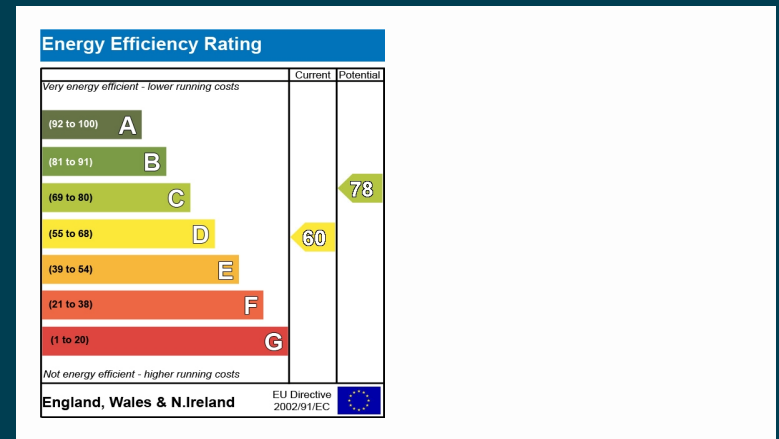 Energy Efficiency Rating
Current Potential
Very energy efficient - lower running costs
(92 to 100) A
(81 to 91) B
78
(69 to 80) C
(55 to 68) D
60
(39 to 54) E
(21 to 38) F
(1 to 20) G
Not energy efficient - higher running costs
England, Wales & N.Ireland
EU Directive
2002/91/EC